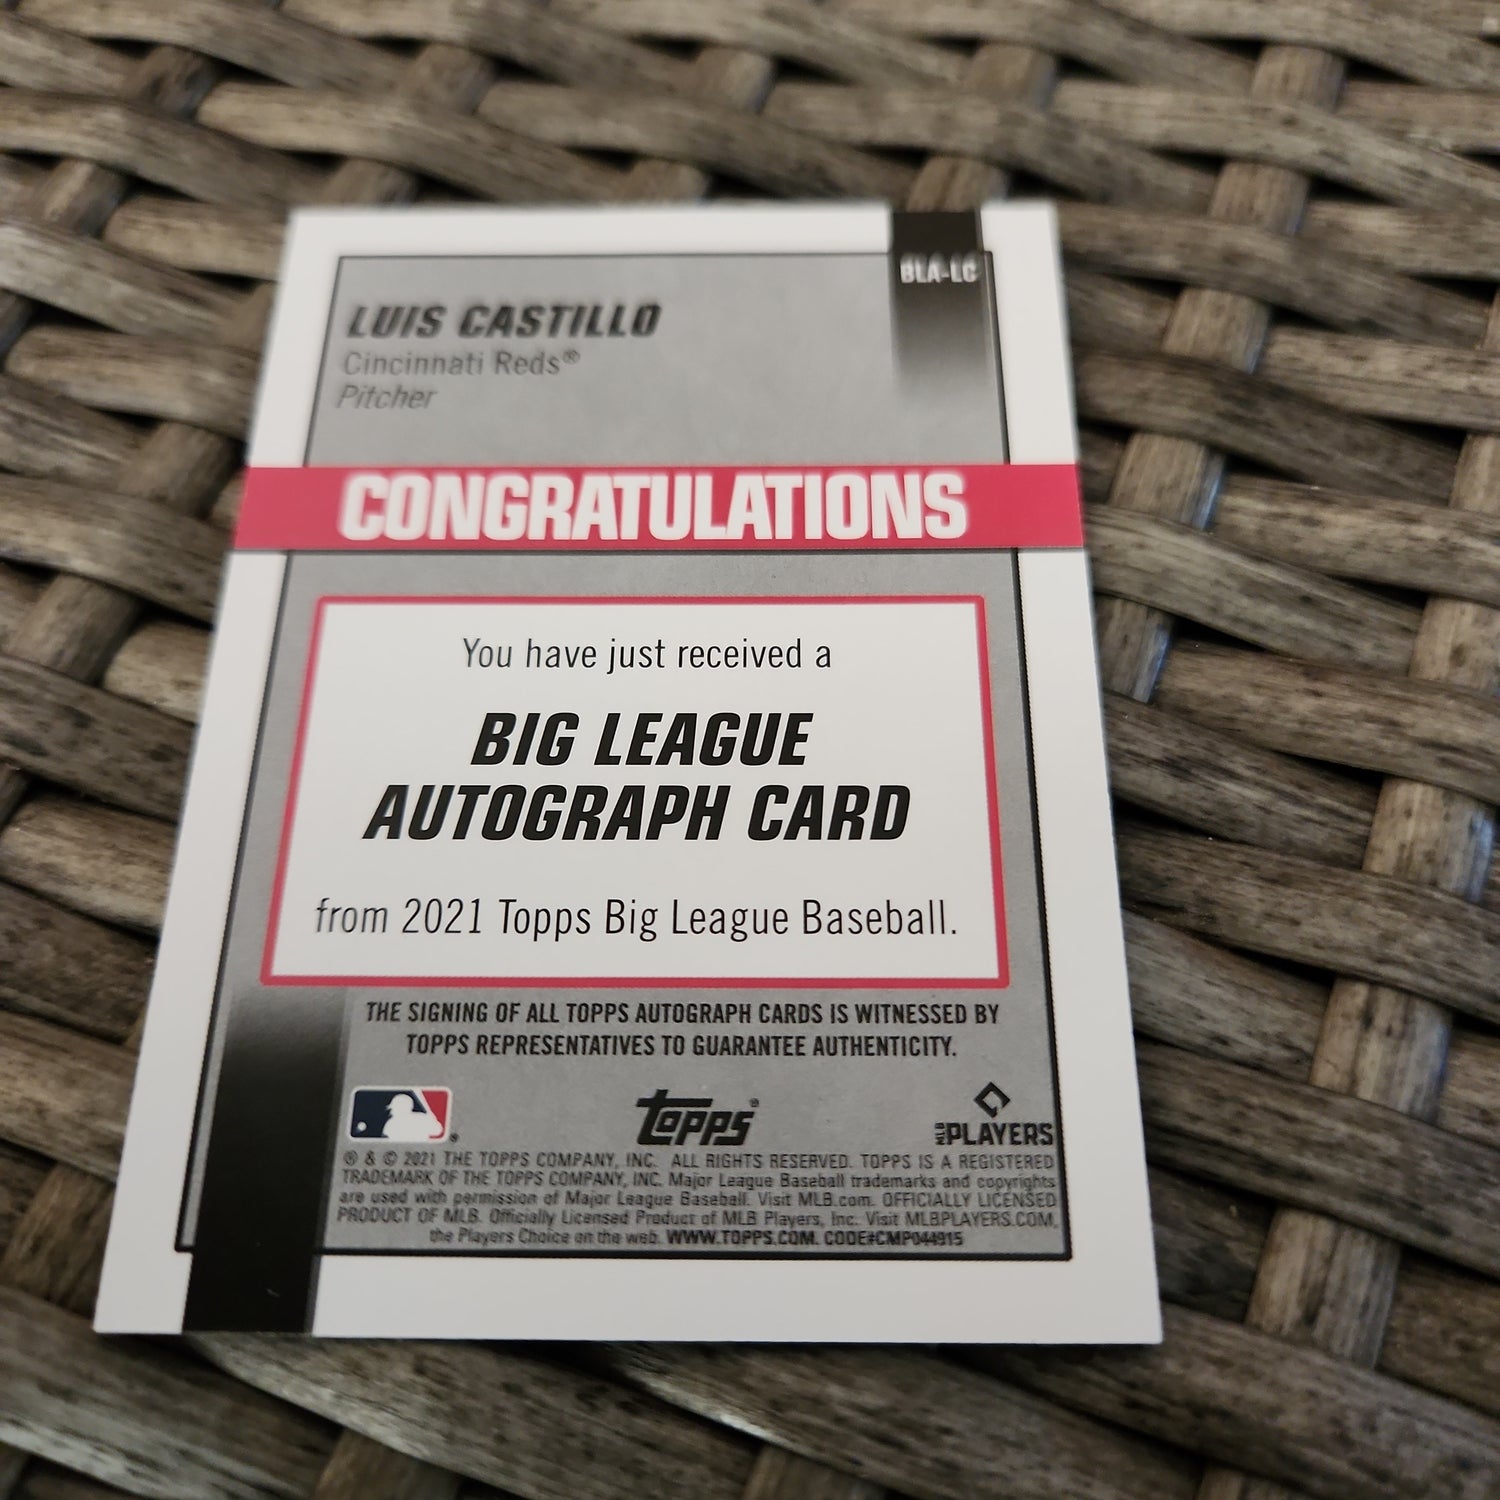 BLA-LC
LUIS CASTILLO
Cincinnati Reds®
Pitcher
CONGRATULATIONS
You have just received a
BIG LEAGUE
AUTOGRAPH CARD
from 2021 Topps Big League Baseball.
THE SIGNING OF ALL TOPPS AUTOGRAPH CARDS IS WITNESSED BY
TOPPS REPRESENTATIVES TO GUARANTEE AUTHENTICITY.
topps®
MLB PLAYERS
® & © 2021 THE TOPPS COMPANY, INC. ALL RIGHTS RESERVED. TOPPS IS A REGISTERED
TRADEMARK OF THE TOPPS COMPANY, INC. Major League Baseball trademarks and copyrights
are used with permission of Major League Baseball. Visit MLB.com. OFFICIALLY LICENSED
PRODUCT OF MLB. Officially Licensed Product of MLB Players, Inc. Visit MLBPLAYERS.COM,
the Players Choice on the web. WWW.TOPPS.COM. CODE#CMP044915